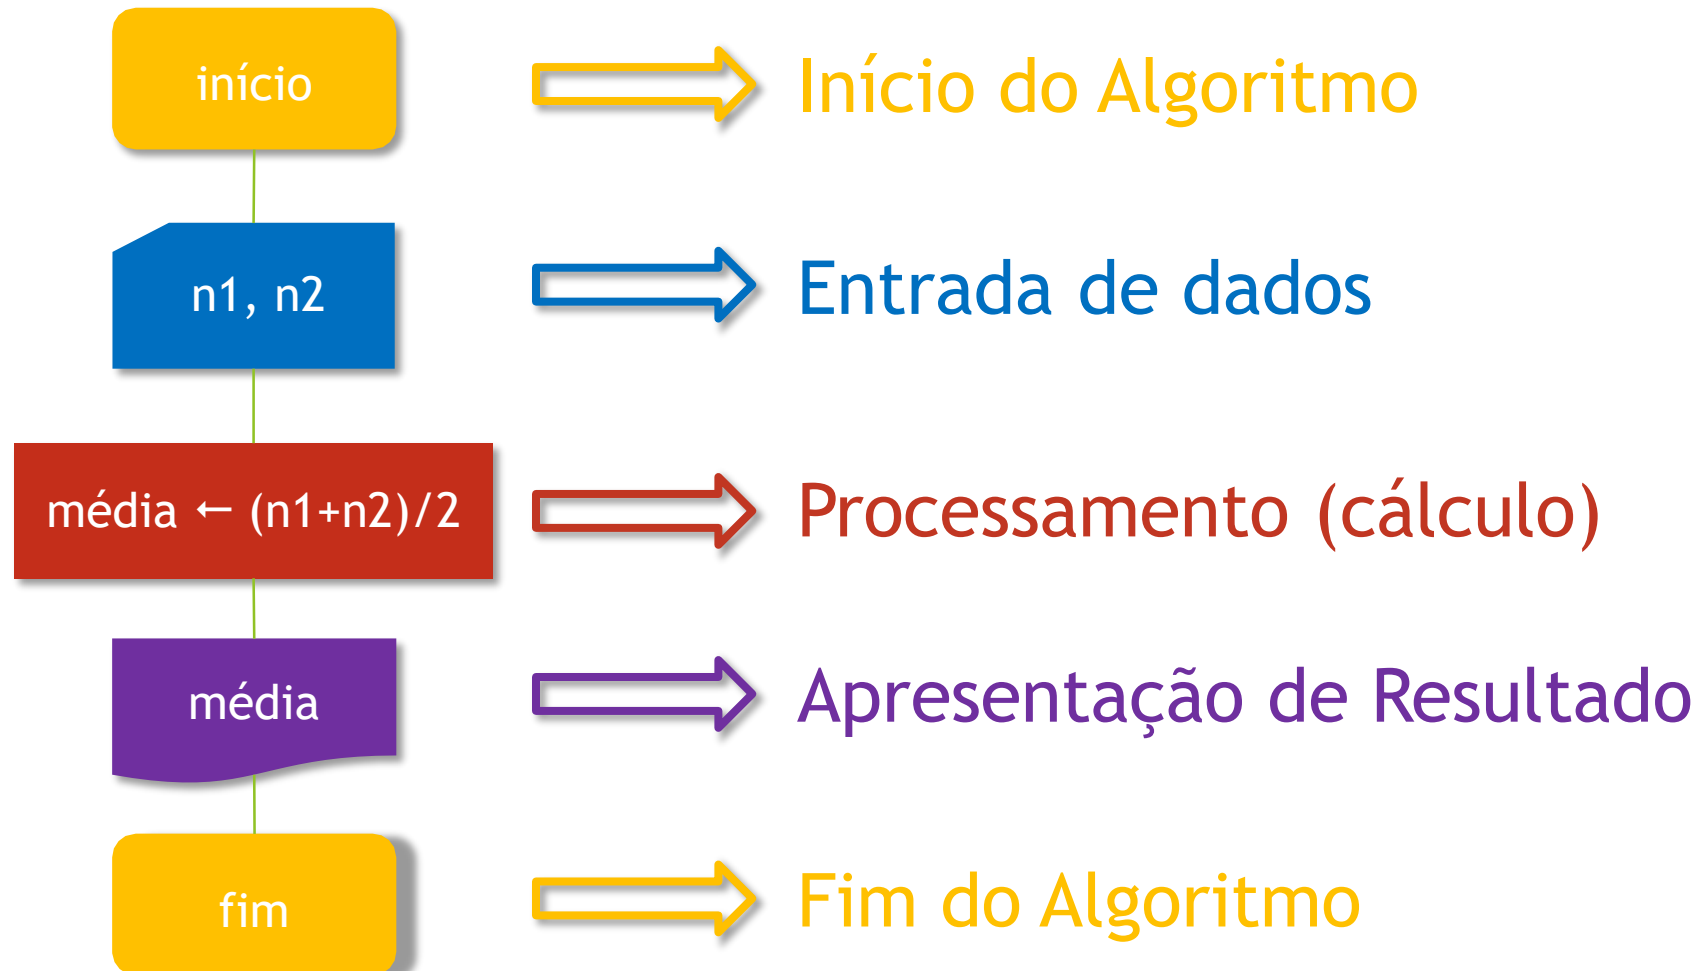 início
Início do Algoritmo
n1, n2
Entrada de dados
média ← (n1+n2)/2
Processamento (cálculo)
média
Apresentação de Resultado
fim
Fim do Algoritmo